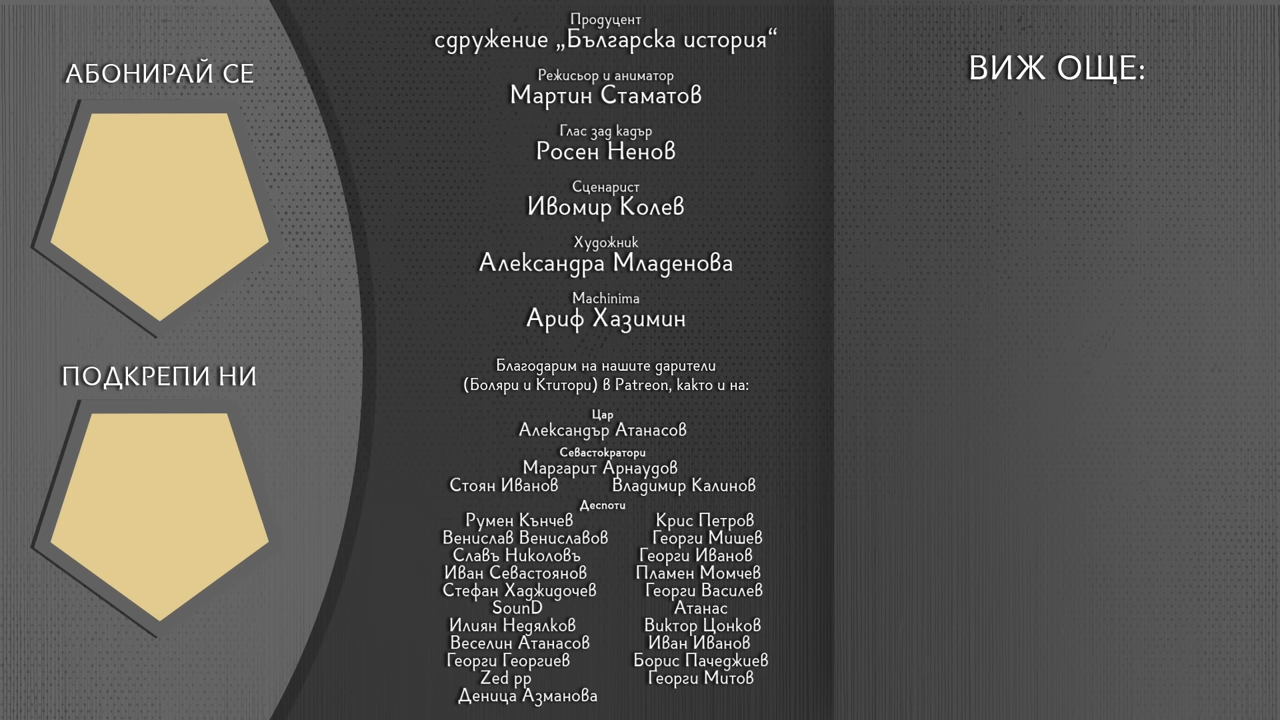 АБОНИРАЙ СЕ
ПОДКРЕПИ НИ
Продуцент
сдружение „Българска история“
Режисьор и аниматор
Мартин Стаматов
Глас зад кадър
Росен Ненов
Сценарист
Ивомир Колев
Художник
Александра Младенова
Machinima
Ариф Хазимин
Благодарим на нашите дарители
(Боляри и Ктитори) в Patreon, както и на:
Цар
Александър Атанасов
Севастократори
Маргарит Арнаудов
Стоян Иванов Владимир Калинов
Деспоти
Румен Кънчев Крис Петров
Венислав Вениславов Георги Мишев
Славъ Николовъ Георги Иванов
Иван Севастоянов Пламен Момчев
Стефан Хаджидочев Георги Василев
SounD Атанас
Илиян Недялков Виктор Цонков
Веселин Атанасов Иван Иванов
Георги Георгиев Борис Пачеджиев
Zed pp Георги Митов
Деница Азманова
ВИЖ ОЩЕ: